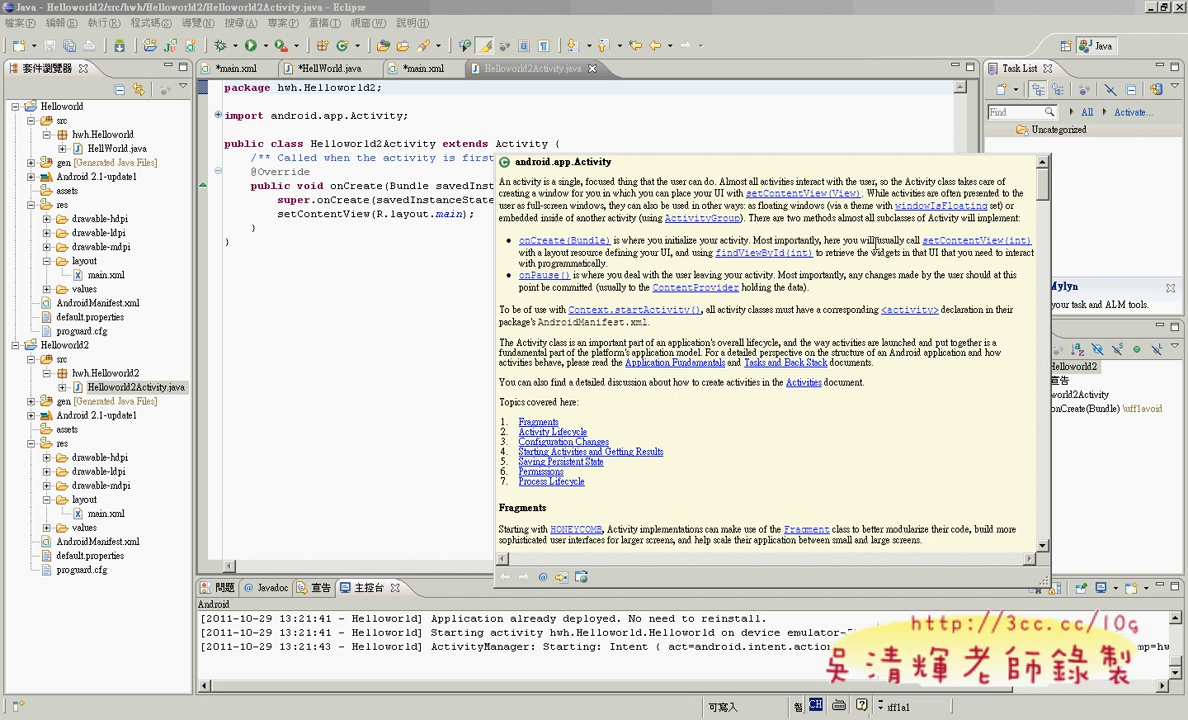 Java - Helloworld2/src/hwh/Helloworld2/Helloworld2Activity.java - Eclipse
檔案(F) 編輯(E) 執行(R) 程式碼(S) 導覽(N) 搜尋(A) 專案(P) 重構(T) 視窗(W) 說明(H)
Java
套件瀏覽器
*main.xml
*HellWorld.java
*main.xml
Helloworld2Activity.java
Task List
Find
All
Activate...
Uncategorized
Helloworld
src
hwh.Helloworld
HellWorld.java
gen [Generated Java Files]
Android 2.1-update1
assets
res
drawable-hdpi
drawable-ldpi
drawable-mdpi
layout
main.xml
values
AndroidManifest.xml
default.properties
proguard.cfg
Helloworld2
src
hwh.Helloworld2
Helloworld2Activity.java
gen [Generated Java Files]
Android 2.1-update1
assets
res
drawable-hdpi
drawable-ldpi
drawable-mdpi
layout
main.xml
values
AndroidManifest.xml
default.properties
proguard.cfg
package hwh.Helloworld2;
import android.app.Activity;
public class Helloworld2Activity extends Activity {
/** Called when the activity is first
@Override
public void onCreate(Bundle savedInst
super.onCreate(savedInstanceState
setContentView(R.layout.main);
}
}
android.app.Activity
An activity is a single, focused thing that the user can do. Almost all activities interact with the user, so the Activity class takes care of
creating a window for you in which you can place your UI with setContentView(View). While activities are often presented to the
user as full-screen windows, they can also be used in other ways: as floating windows (via a theme with windowIsFloating set) or
embedded inside of another activity (using ActivityGroup). There are two methods almost all subclasses of Activity will implement:
• onCreate(Bundle) is where you initialize your activity. Most importantly, here you will usually call setContentView(int)
with a layout resource defining your UI, and using findViewById(int) to retrieve the widgets in that UI that you need to interact
with programmatically.
• onPause() is where you deal with the user leaving your activity. Most importantly, any changes made by the user should at this
point be committed (usually to the ContentProvider holding the data).
To be of use with Context.startActivity(), all activity classes must have a corresponding <activity> declaration in their
package's AndroidManifest.xml.
The Activity class is an important part of an application's overall lifecycle, and the way activities are launched and put together is a
fundamental part of the platform's application model. For a detailed perspective on the structure of an Android application and how
activities behave, please read the Application Fundamentals and Tasks and Back Stack documents.
You can also find a detailed discussion about how to create activities in the Activities document.
Topics covered here:
1. Fragments
2. Activity Lifecycle
3. Configuration Changes
4. Starting Activities and Getting Results
5. Saving Persistent State
6. Permissions
7. Process Lifecycle
Fragments
Starting with HONEYCOMB, Activity implementations can make use of the Fragment class to better modularize their code, build more
sophisticated user interfaces for larger screens, and help scale their application between small and large screens.
Mylyn
your task and ALM tools.
Helloworld2
宣告
world2Activity
onCreate(Bundle) \uff1avoid
問題
Javadoc
宣告
主控台
Android
[2011-10-29 13:21:41 - Helloworld] Application already deployed. No need to reinstall.
[2011-10-29 13:21:41 - Helloworld] Starting activity hwh.Helloworld.Helloworld on device emulator-5
[2011-10-29 13:21:43 - Helloworld] ActivityManager: Starting: Intent { act=android.intent.action
mp=hw
http://3cc.cc/10g
吳清輝老師錄製
可寫入
CH
uff1a1